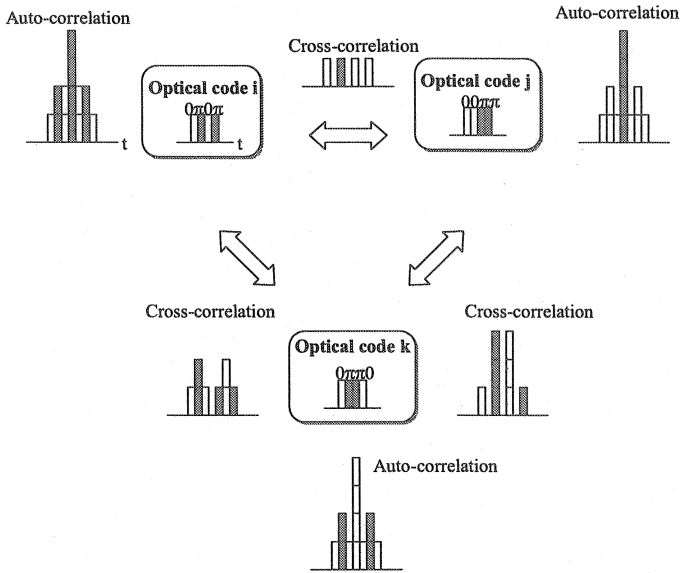 Auto-correlation
t
Optical code i
0π0π
t
Cross-correlation
Optical code j
00ππ
Auto-correlation
Cross-correlation
Optical code k
0ππ0
Cross-correlation
Auto-correlation